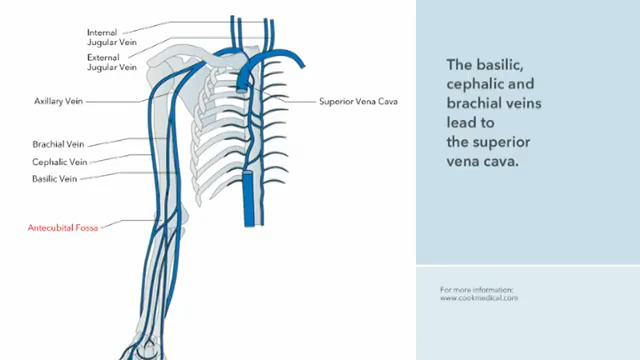 Internal
Jugular Vein
External
Jugular Vein
Axillary Vein
Superior Vena Cava
Brachial Vein
Cephalic Vein
Basilic Vein
Antecubital Fossa
The basilic,
cephalic and
brachial veins
lead to
the superior
vena cava.
For more information:
www.cookmedical.com